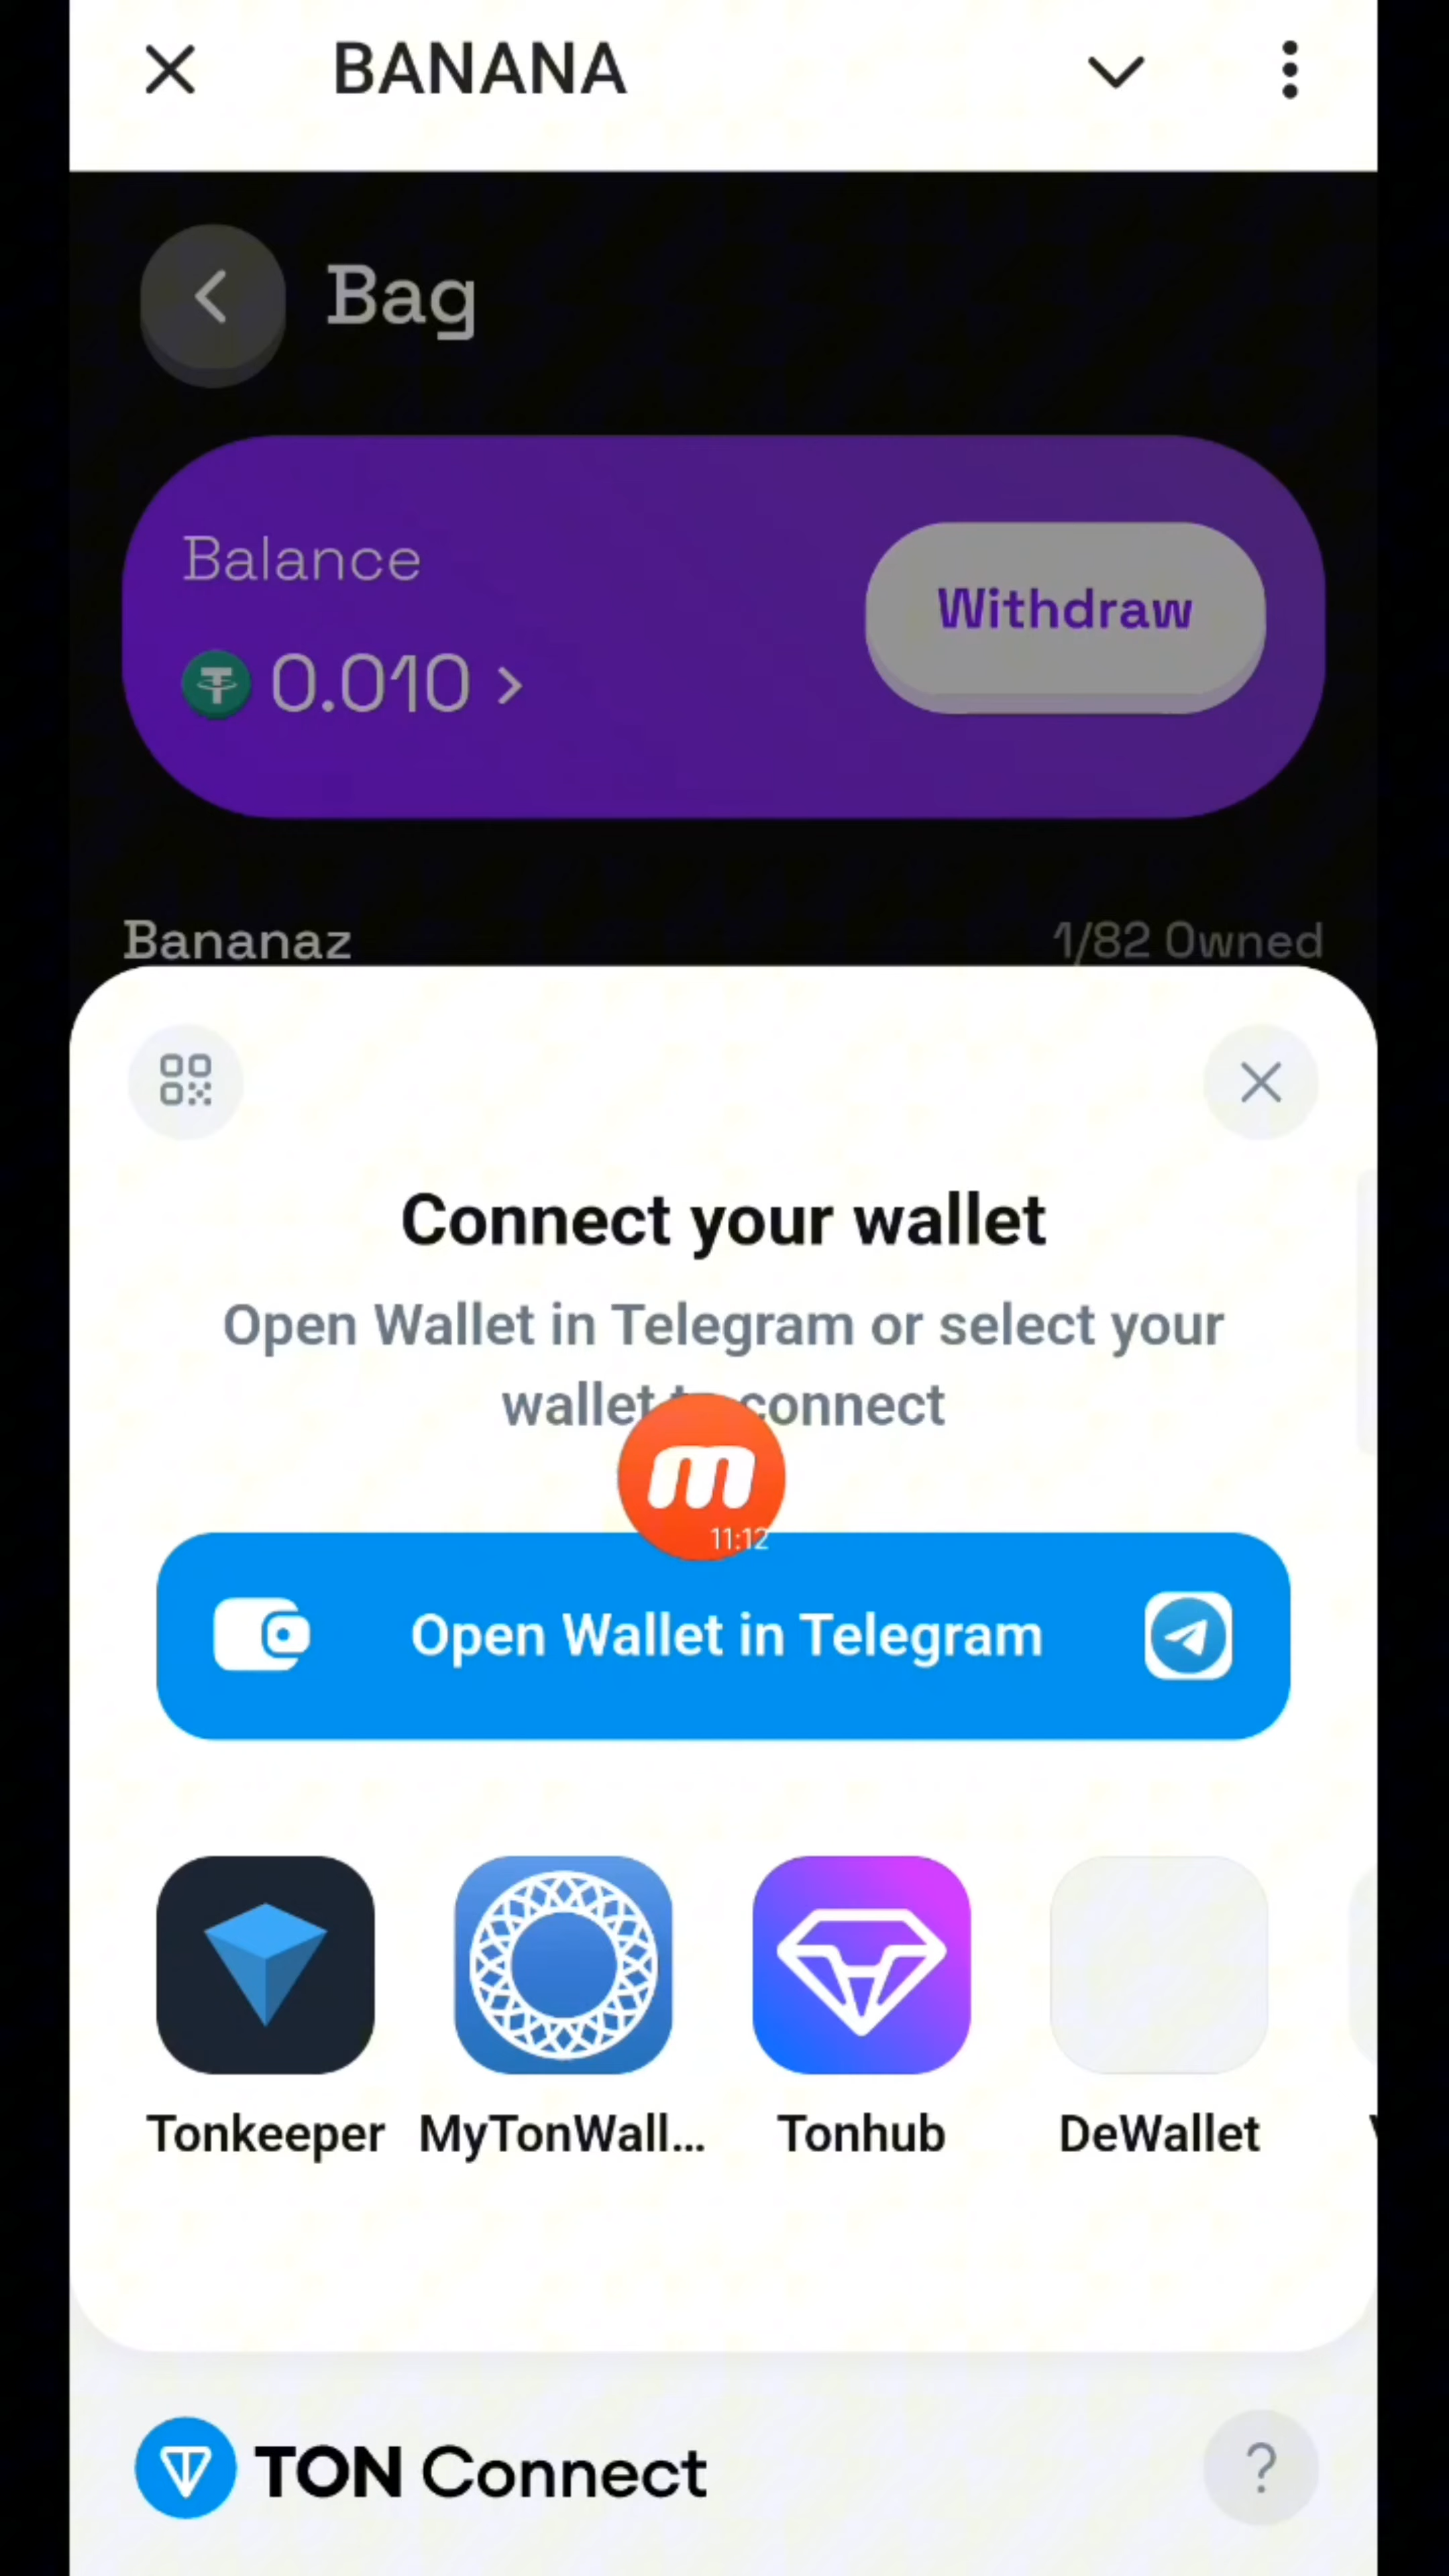 BANANA
Bag
Balance
0.010 >
Withdraw
Bananaz
1/82 Owned
Connect your wallet
Open Wallet in Telegram or select your
wallet connect
m
11:12
Open Wallet in Telegram
Tonkeeper
MyTonWall...
Tonhub
DeWallet
TON Connect
?